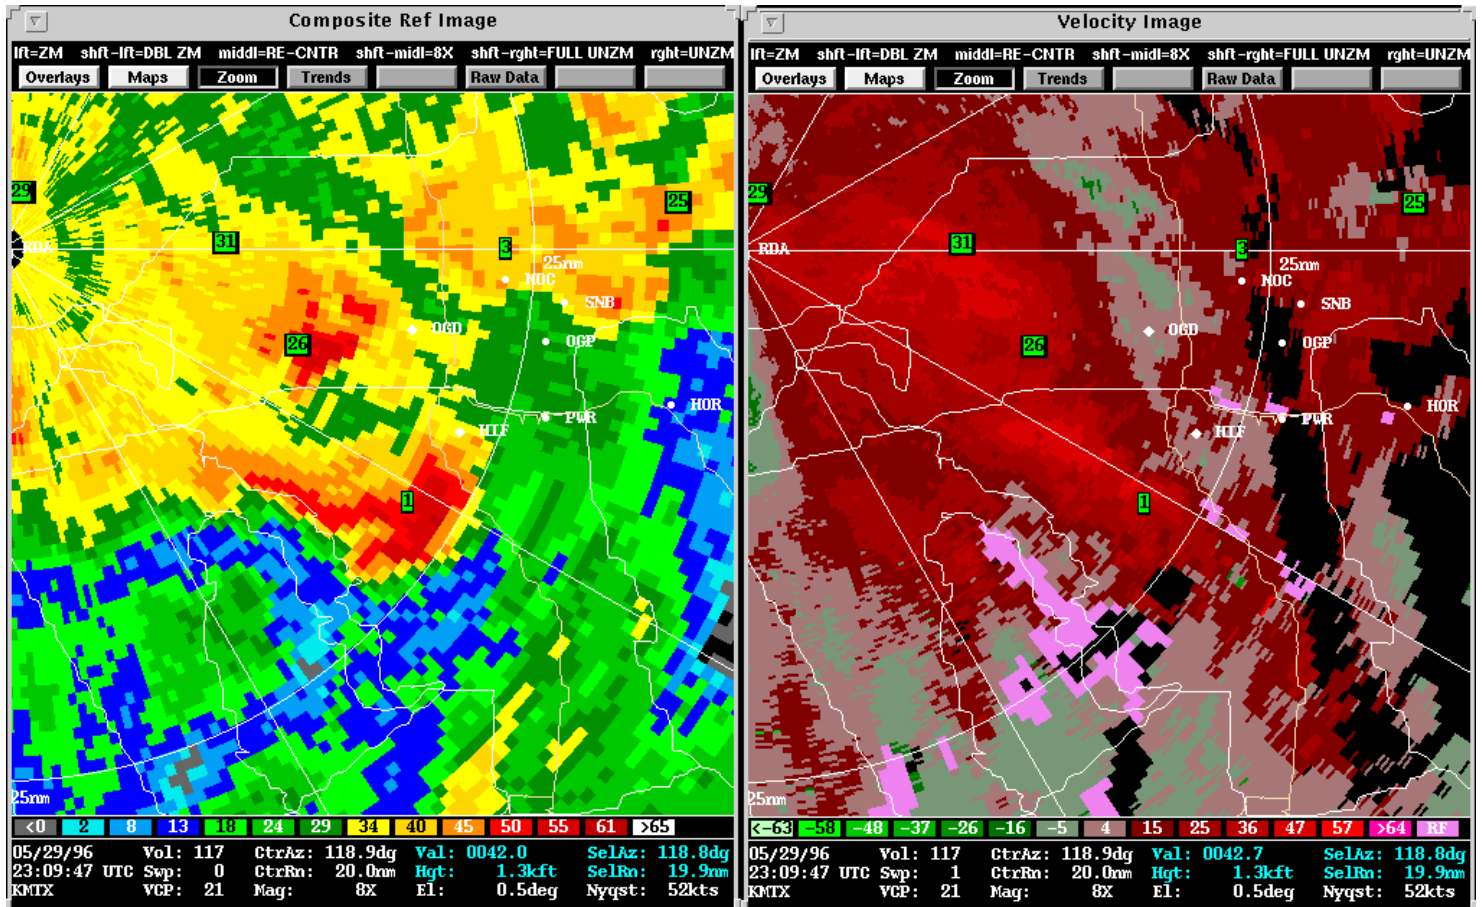 Composite Ref Image
lft=ZM shft-lft=DBL ZM middl=RE-CNTR shft-midl=8X shft-rght=FULL UNZM rght=UNZM
Overlays Maps Zoom Trends Raw Data
29
25
31
RDA
3
25nm
NOC
SNB
OGD
OGP
26
HOR
PWR
HIF
1
25nm
<0 2 8 13 18 24 29 34 40 45 50 55 61 >65
05/29/96 Vol: 117 CtrAz: 118.9dg Val: 0042.0 SelAz: 118.8dg
23:09:47 UTC Swp: 0 CtrRn: 20.0nm Hgt: 1.3kft SelRn: 19.9nm
KMTX VCP: 21 Mag: 8X El: 0.5deg Nyqst: 52kts
Velocity Image
lft=ZM shft-lft=DBL ZM middl=RE-CNTR shft-midl=8X shft-rght=FULL UNZM rght=UNZM
Overlays Maps Zoom Trends Raw Data
29
25
31
RDA
3
25nm
NOC
SNB
OGD
OGP
26
HOR
PWR
HIF
1
25nm
<-63 -58 -48 -37 -26 -16 -5 4 15 25 36 47 57 >64 RF
05/29/96 Vol: 117 CtrAz: 118.9dg Val: 0042.7 SelAz: 118.8dg
23:09:47 UTC Swp: 1 CtrRn: 20.0nm Hgt: 1.3kft SelRn: 19.9nm
KMTX VCP: 21 Mag: 8X El: 0.5deg Nyqst: 52kts